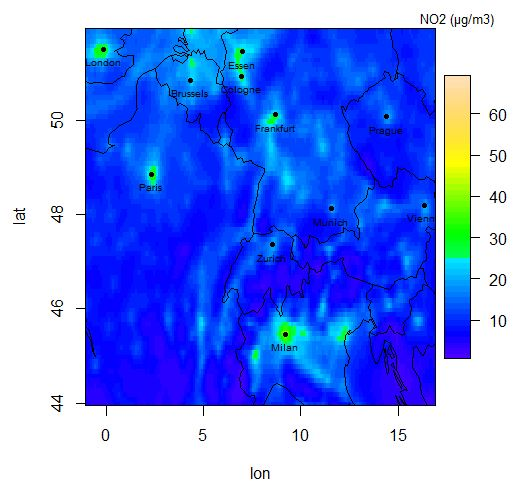 NO2 (µg/m3)
London
Essen
Cologne
Brussels
Frankfurt
Prague
Paris
Munich
Vienn
Zurich
Milan
60
50
40
30
20
10
50
48
46
44
lat
0
5
10
15
lon